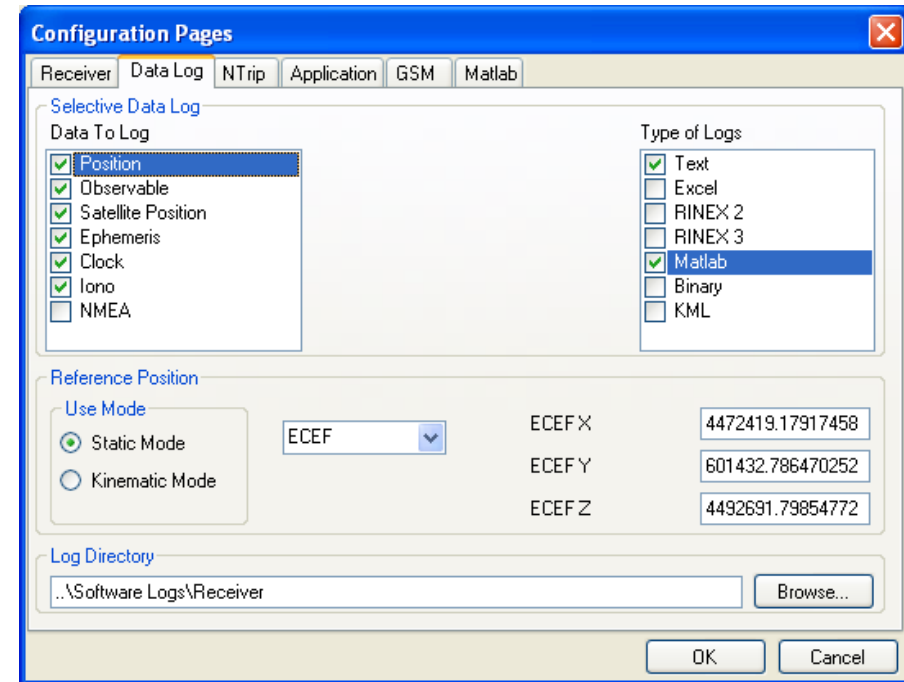 Configuration Pages
Receiver Data Log NTrip Application GSM Matlab
Selective Data Log
Data To Log
Position
Observable
Satellite Position
Ephemeris
Clock
Iono
NMEA
Type of Logs
Text
Excel
RINEX 2
RINEX 3
Matlab
Binary
KML
Reference Position
Use Mode
Static Mode
Kinematic Mode
ECEF
ECEF X 4472419.17917458
ECEF Y 601432.786470252
ECEF Z 4492691.79854772
Log Directory
..\Software Logs\Receiver Browse...
OK Cancel